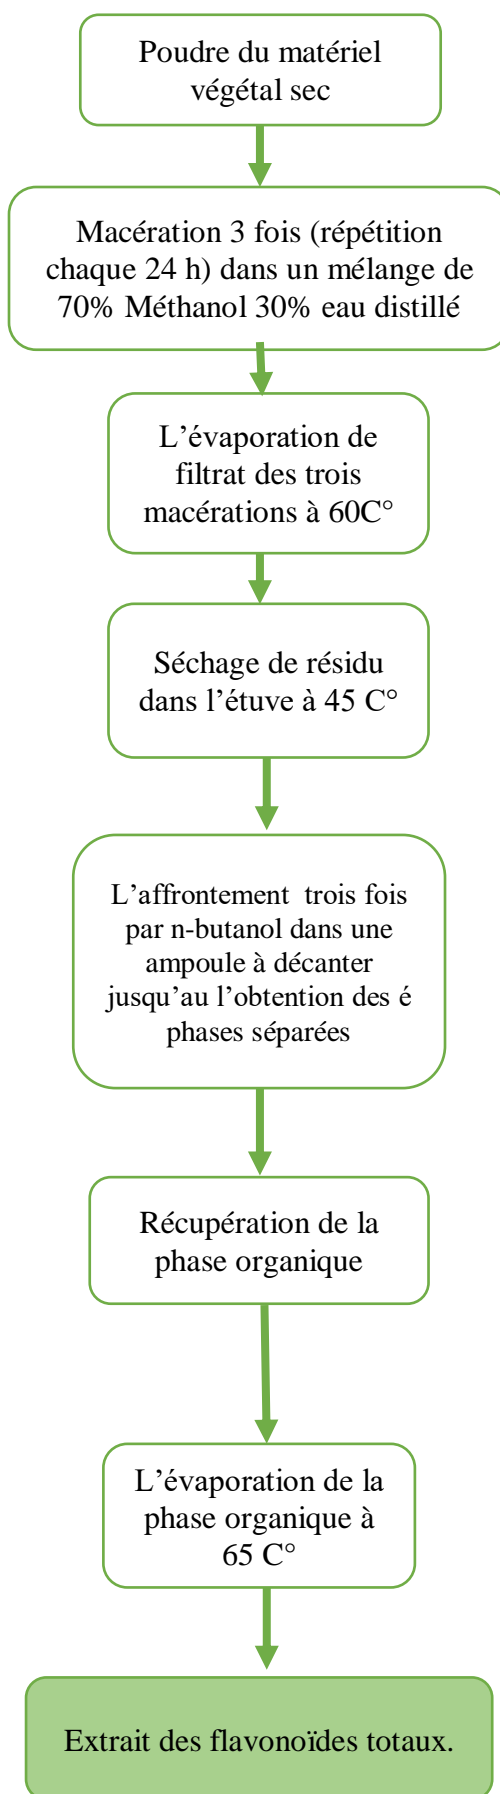 Poudre du matériel
végétal sec
Macération 3 fois (répétition
chaque 24 h) dans un mélange de
70% Méthanol 30% eau distillé
L’évaporation de
filtrat des trois
macérations à 60C°
Séchage de résidu
dans l’étuve à 45 C°
L’affrontement  trois fois
par n-butanol dans une
ampoule à décanter
jusqu’au l’obtention des é
phases séparées
Récupération de la
phase organique
L’évaporation de la
phase organique à
65 C°
Extrait des flavonoïdes totaux.